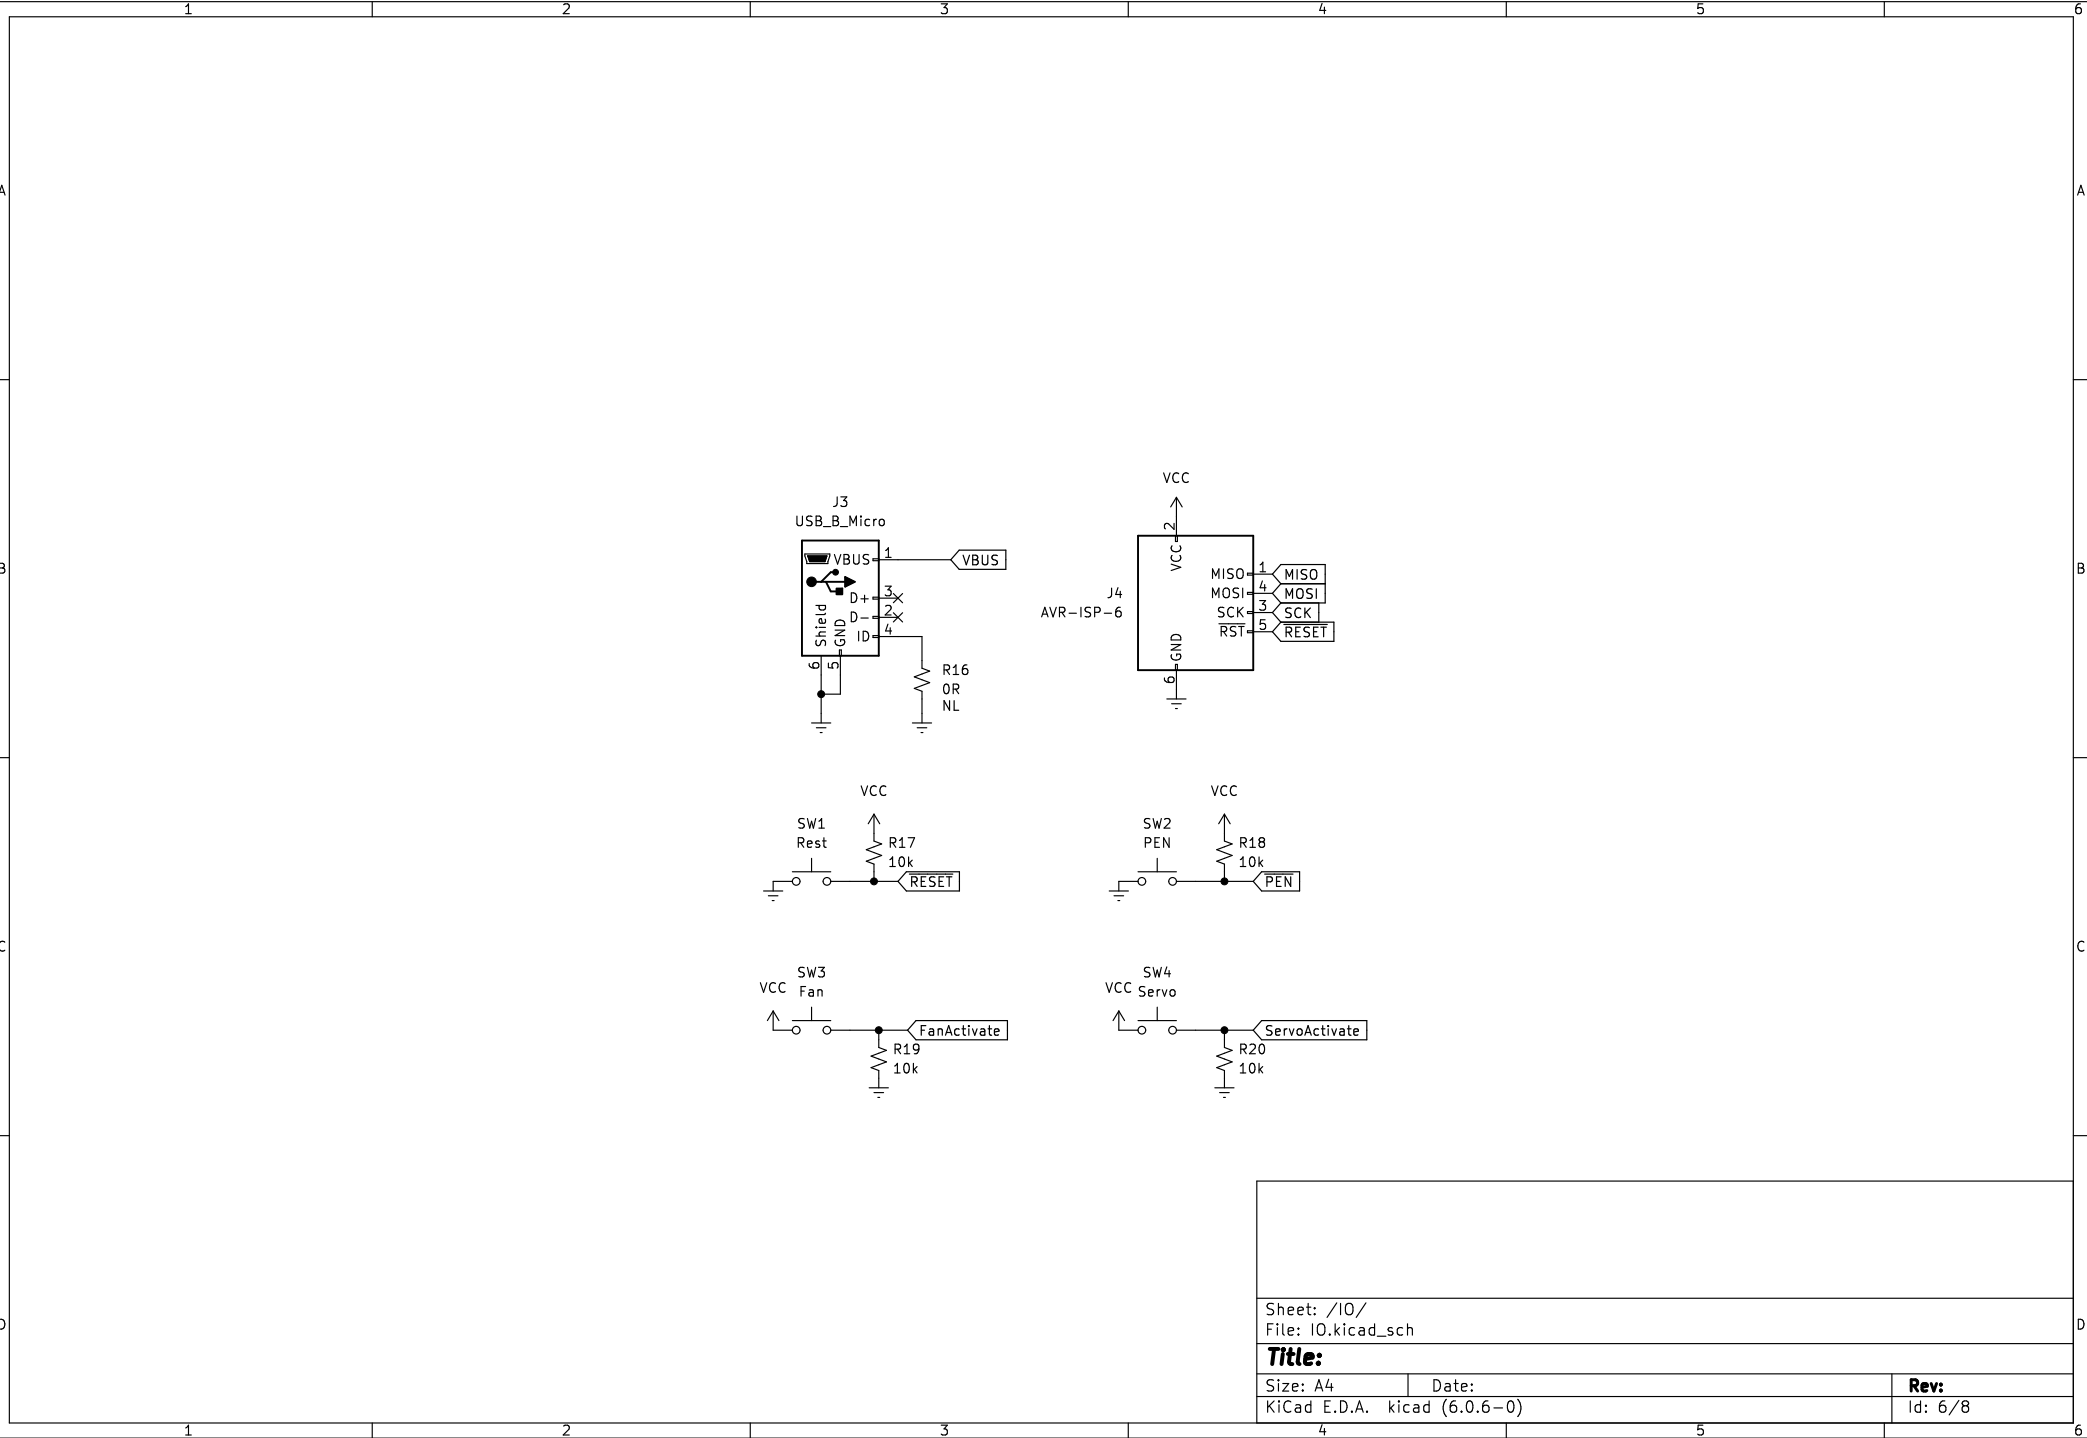 1 2 3 4 5 6
A A
J3
USB_B_Micro
VBUS 1 VBUS
D+ 3
D- 2
ID 4
Shield
GND
6 5
R16
0R
NL
VCC
2
VCC
J4
AVR-ISP-6
MISO 1 MISO
MOSI 4 MOSI
SCK 3 SCK
RST 5 RESET
GND
6
B B
SW1
Rest
VCC
R17
10k
RESET
SW2
PEN
VCC
R18
10k
PEN
C C
SW3
Fan
VCC
FanActivate
R19
10k
SW4
Servo
VCC
ServoActivate
R20
10k
D D
Sheet: /IO/
File: IO.kicad_sch
Title:
Size: A4 Date: Rev:
KiCad E.D.A. kicad (6.0.6-0) Id: 6/8
1 2 3 4 5 6